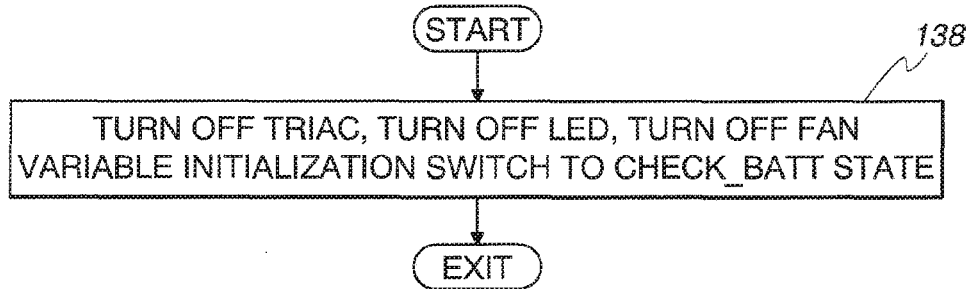 START
138
TURN OFF TRIAC, TURN OFF LED, TURN OFF FAN
VARIABLE INITIALIZATION SWITCH TO CHECK_BATT STATE
EXIT